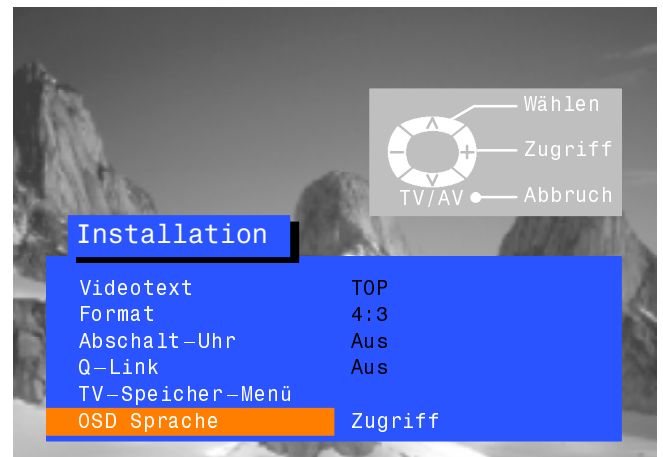 Wählen
Zugriff
TV/AV Abbruch
Installation
Videotext TOP
Format 4:3
Abschalt–Uhr Aus
Q–Link Aus
TV–Speicher–Menü
OSD Sprache Zugriff